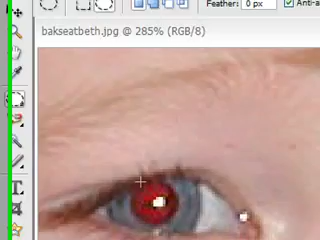 Feather: 0 px Anti-a
bakseatbeth.jpg @ 285% (RGB/8)
T